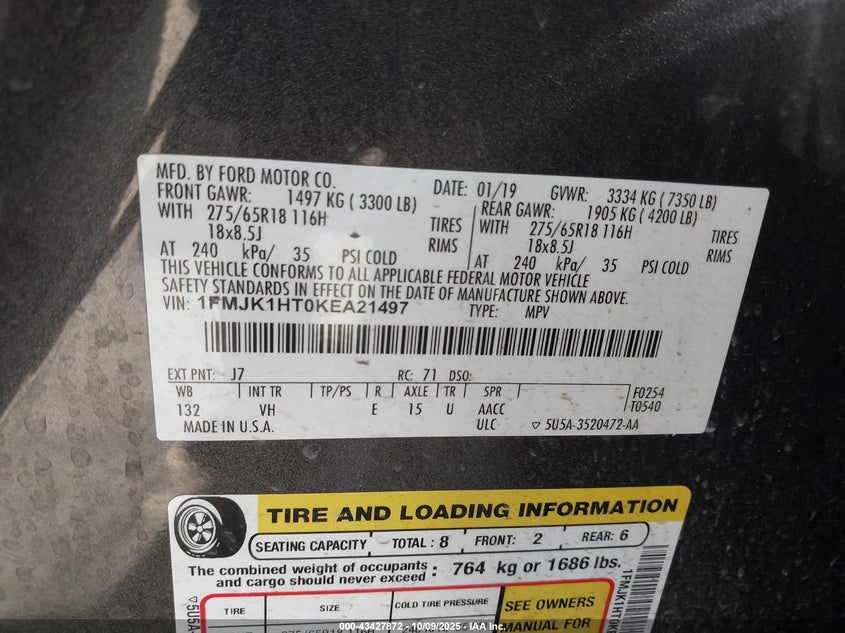 MFD. BY FORD MOTOR CO.
DATE: 01/19 GVWR: 3334 KG ( 7350 LB)
FRONT GAWR: 1497 KG ( 3300 LB)
REAR GAWR: 1905 KG ( 4200 LB)
WITH 275/65R18 116H TIRES
WITH 275/65R18 116H TIRES
18x8.5J RIMS
18x8.5J RIMS
AT 240 kPa/ 35 PSI COLD
AT 240 kPa/ 35 PSI COLD
THIS VEHICLE CONFORMS TO ALL APPLICABLE FEDERAL MOTOR VEHICLE
SAFETY STANDARDS IN EFFECT ON THE DATE OF MANUFACTURE SHOWN ABOVE.
VIN: 1FMJK1HT0KEA21497 TYPE: MPV
EXT PNT: J7 RC: 71 DSO:
WB INT TR TP/PS R AXLE TR SPR F0254
132 VH E 15 U AACC T0540
MADE IN U.S.A. ULC ▽ 5U5A-3520472-AA
TIRE AND LOADING INFORMATION
SEATING CAPACITY TOTAL : 8 FRONT: 2 REAR: 6
The combined weight of occupants
and cargo should never exceed : 764 kg or 1686 lbs.
TIRE SIZE COLD TIRE PRESSURE SEE OWNERS
275/65R18 116H MANUAL FOR
000-43427872 - 10/09/2025 - IAA Inc.